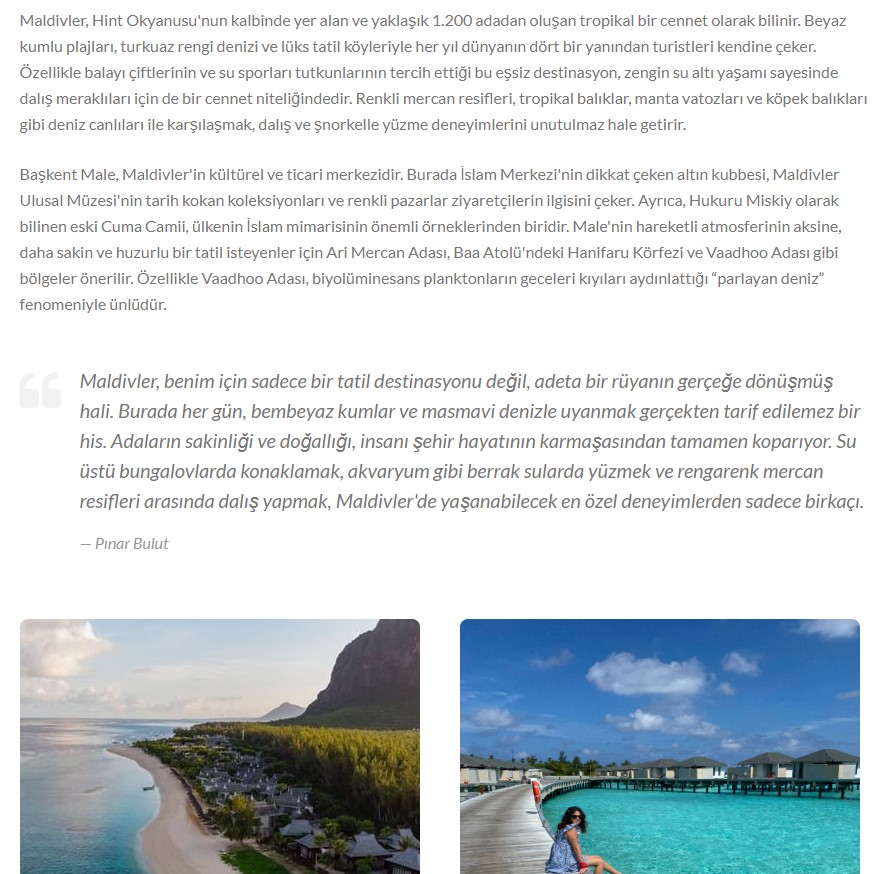 Maldivler, Hint Okyanusu'nun kalbinde yer alan ve yaklaşık 1.200 adadan oluşan tropikal bir cennet olarak bilinir. Beyaz
kumlu plajları, turkuaz rengi denizi ve lüks tatil köyleriyle her yıl dünyanın dört bir yanından turistleri kendine çeker.
Özellikle balayı çiftlerinin ve su sporları tutkunlarının tercih ettiği bu eşsiz destinasyon, zengin su altı yaşamı sayesinde
dalış meraklıları için de bir cennet niteliğindedir. Renkli mercan resifleri, tropikal balıklar, manta vatozları ve köpek balıkları
gibi deniz canlıları ile karşılaşmak, dalış ve şnorkelle yüzme deneyimlerini unutulmaz hale getirir.
Başkent Male, Maldivler'in kültürel ve ticari merkezidir. Burada İslam Merkezi'nin dikkat çeken altın kubbesi, Maldivler
Ulusal Müzesi'nin tarih kokan koleksiyonları ve renkli pazarlar ziyaretçilerin ilgisini çeker. Ayrıca, Hukuru Miskiy olarak
bilinen eski Cuma Camii, ülkenin İslam mimarisinin önemli örneklerinden biridir. Male'nin hareketli atmosferinin aksine,
daha sakin ve huzurlu bir tatil isteyenler için Ari Mercan Adası, Baa Atolü'ndeki Hanifaru Körfezi ve Vaadhoo Adası gibi
bölgeler önerilir. Özellikle Vaadhoo Adası, biyolüminesans planktonların geceleri kıyıları aydınlattığı “parlayan deniz”
fenomeniyle ünlüdür.
Maldivler, benim için sadece bir tatil destinasyonu değil, adeta bir rüyanın gerçeğe dönüşmüş
hali. Burada her gün, bembeyaz kumlar ve masmavi denizle uyanmak gerçekten tarif edilemez bir
his. Adaların sakinliği ve doğallığı, insanı şehir hayatının karmaşasından tamamen koparıyor. Su
üstü bungalovlarda konaklamak, akvaryum gibi berrak sularda yüzmek ve rengarenk mercan
resifleri arasında dalış yapmak, Maldivler'de yaşanabilecek en özel deneyimlerden sadece birkaçı.
— Pınar Bulut